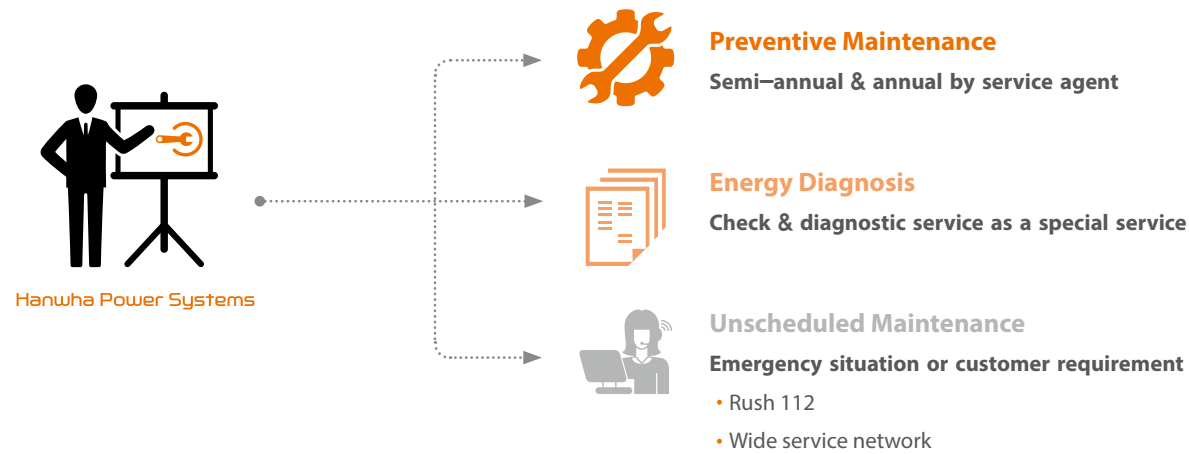 Hanwha Power Systems
Preventive Maintenance
Semi–annual & annual by service agent
Energy Diagnosis
Check & diagnostic service as a special service
Unscheduled Maintenance
Emergency situation or customer requirement
• Rush 112
• Wide service network